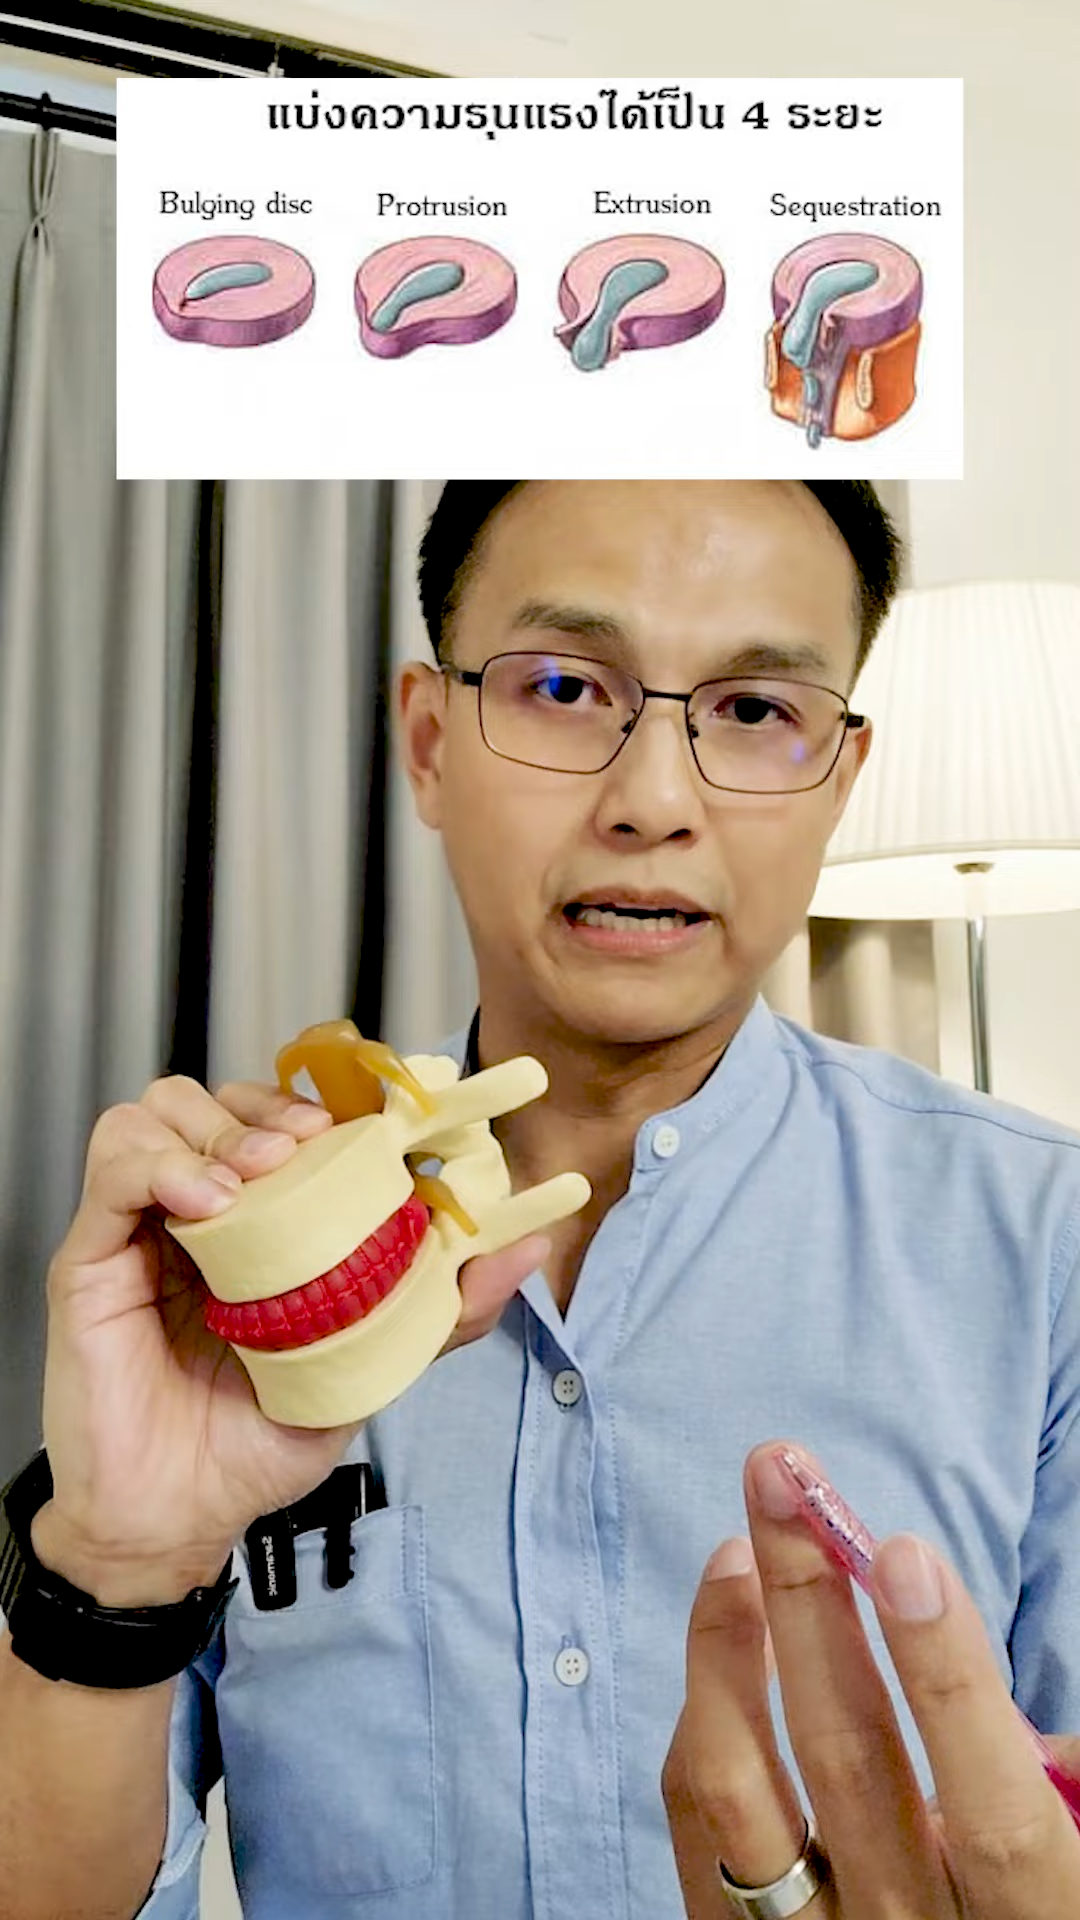 แบ่งความรุนแรงได้เป็น 4 ระยะ
Bulging disc
Protrusion
Extrusion
Sequestration
Saramonic